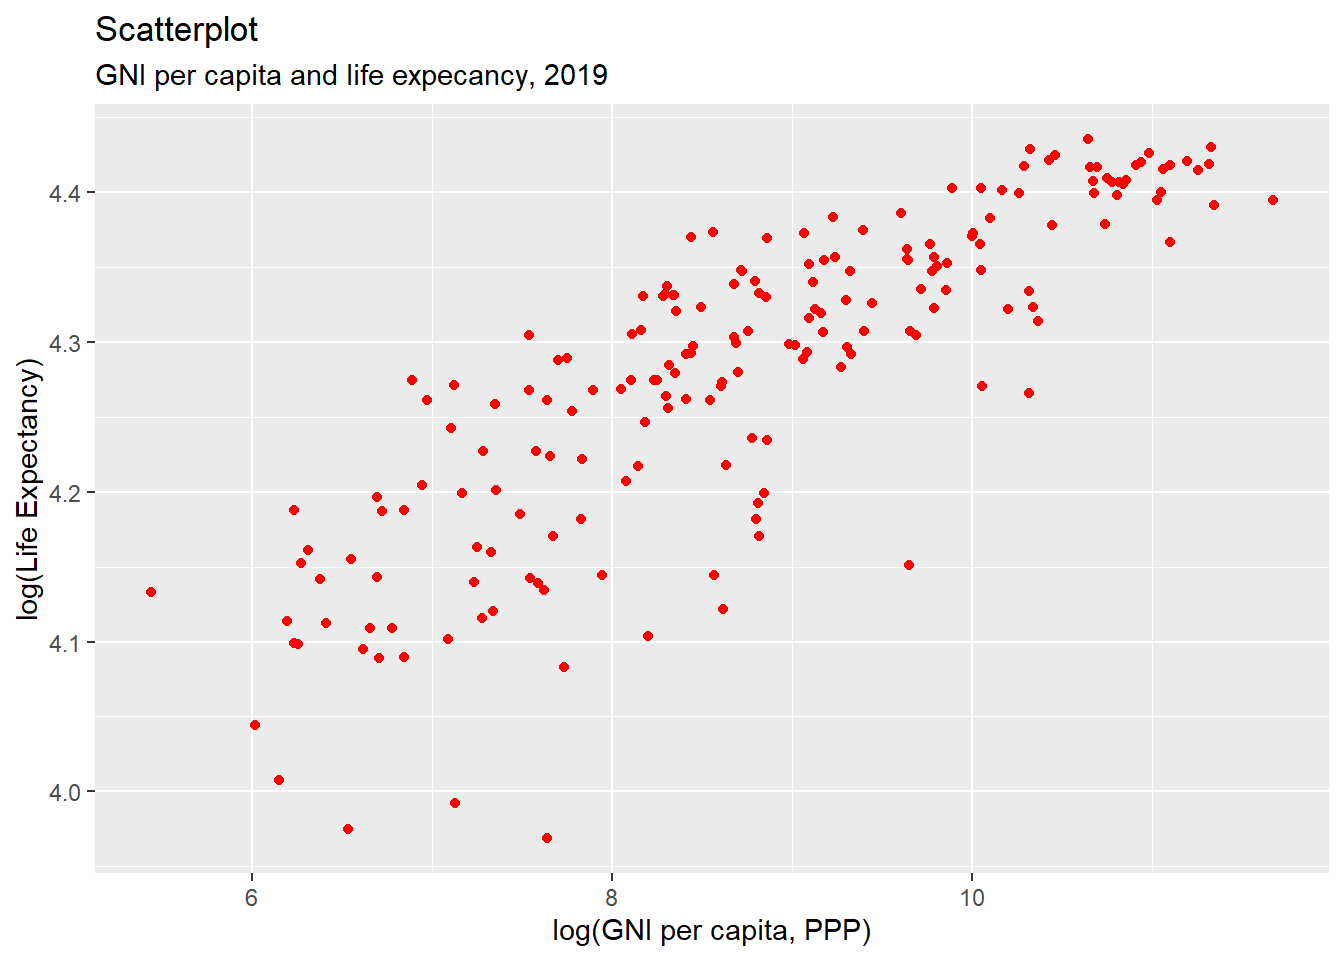 Scatterplot
GNI per capita and life expecancy, 2019
log(Life Expectancy)
4.4
4.3
4.2
4.1
4.0
6 8 10
log(GNI per capita, PPP)